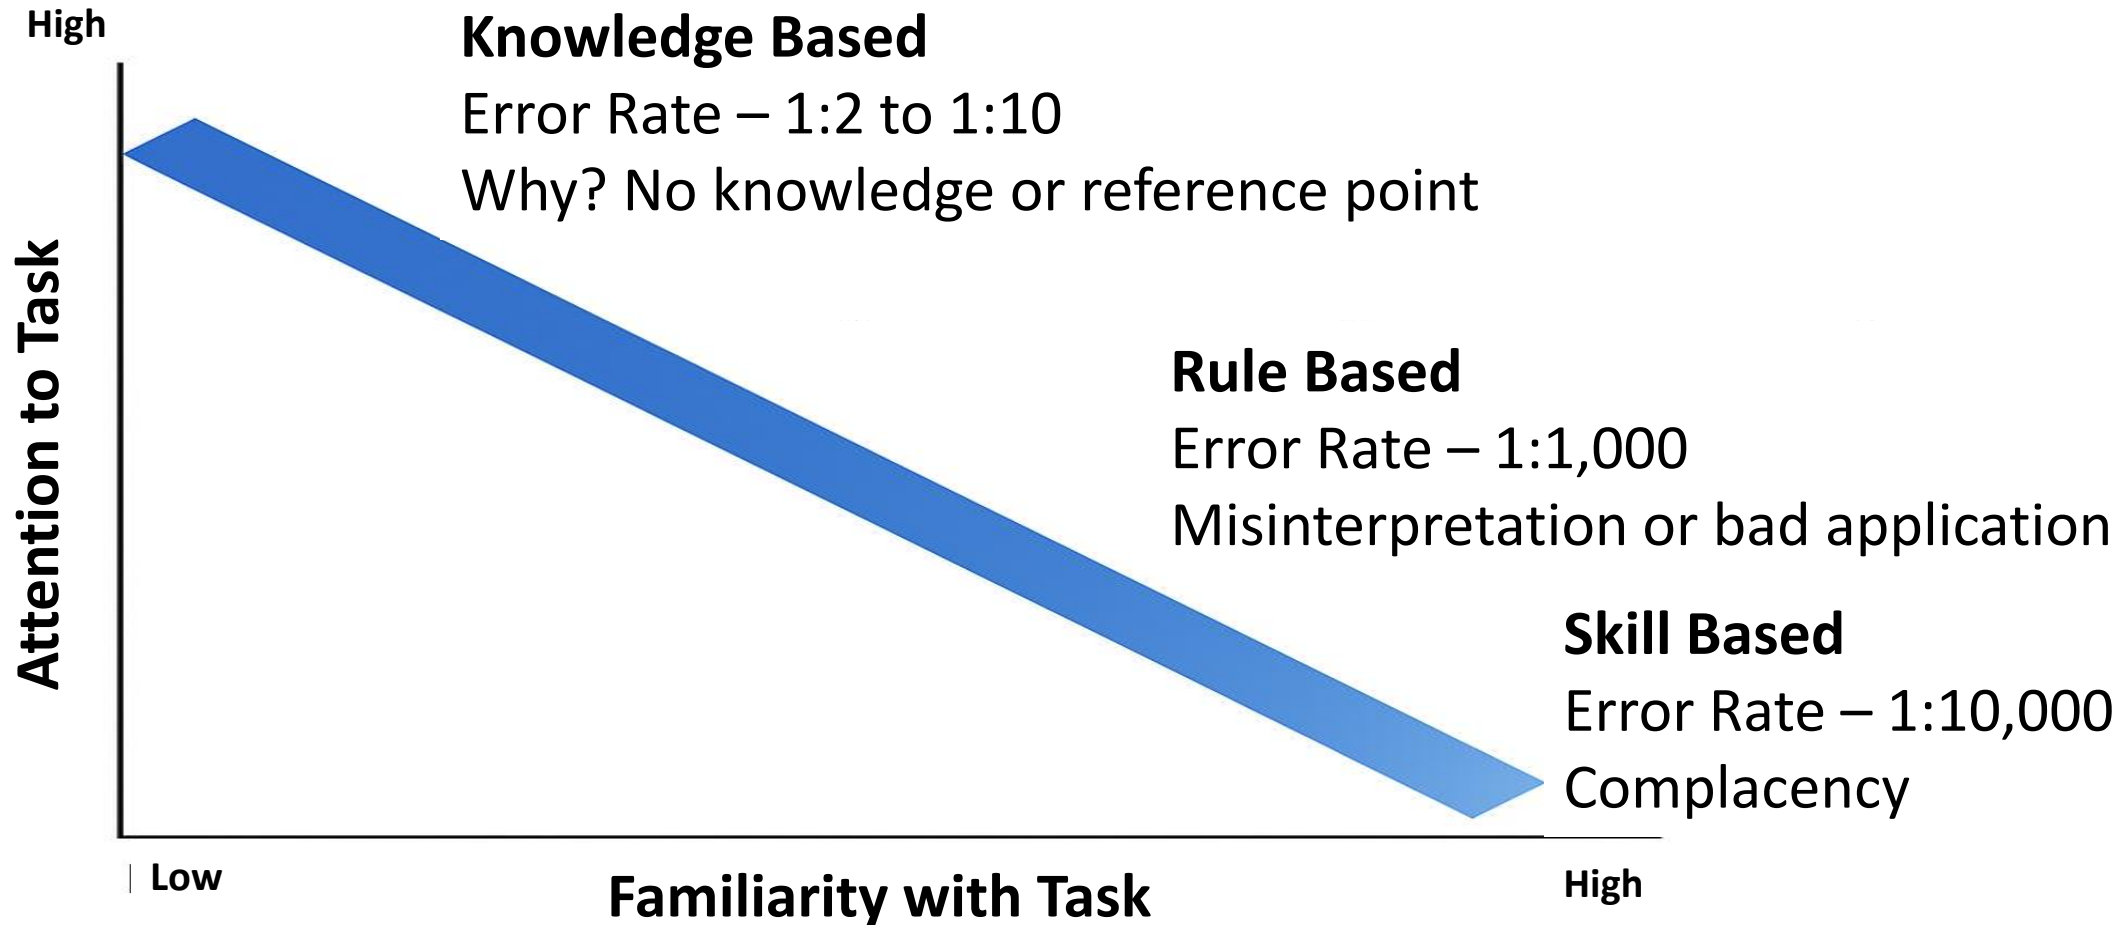 High
Knowledge Based
Error Rate – 1:2 to 1:10
Why? No knowledge or reference point
Attention to Task
Rule Based
Error Rate – 1:1,000
Misinterpretation or bad application
Skill Based
Error Rate – 1:10,000
Complacency
Low
Familiarity with Task
High